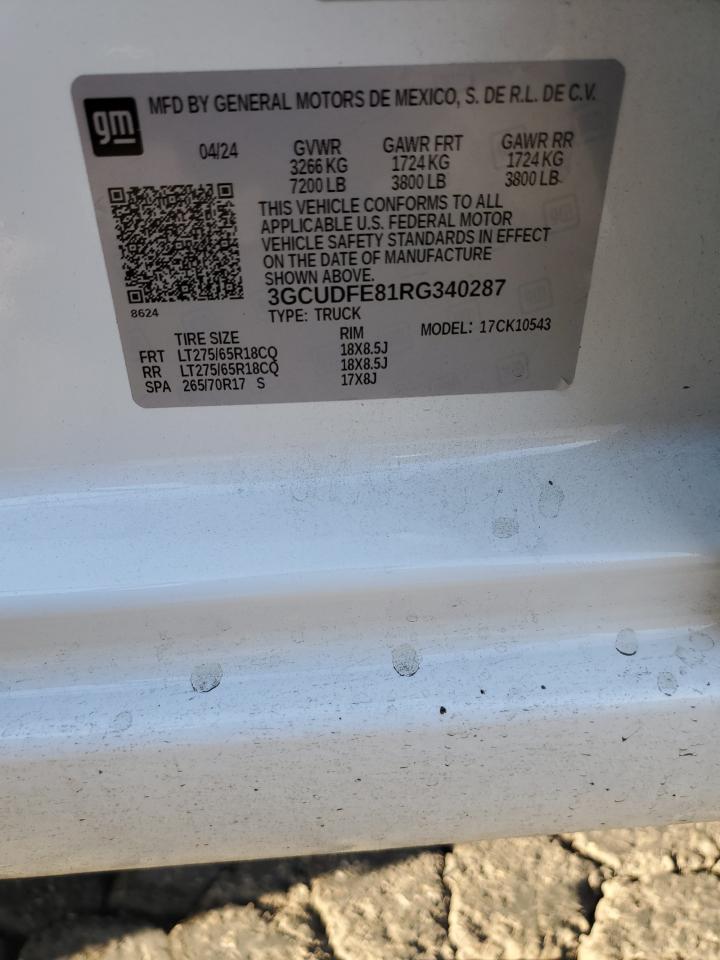 gm
MFD BY GENERAL MOTORS DE MEXICO, S. DE R.L. DE C.V.
04/24 GVWR GAWR FRT GAWR RR
3266 KG 1724 KG 1724 KG
7200 LB 3800 LB 3800 LB
THIS VEHICLE CONFORMS TO ALL
APPLICABLE U.S. FEDERAL MOTOR
VEHICLE SAFETY STANDARDS IN EFFECT
ON THE DATE OF MANUFACTURE
SHOWN ABOVE.
3GCUDFE81RG340287
8624 TYPE: TRUCK
TIRE SIZE RIM MODEL: 17CK10543
FRT LT275/65R18CQ 18X8.5J
RR LT275/65R18CQ 18X8.5J
SPA 265/70R17 S 17X8J